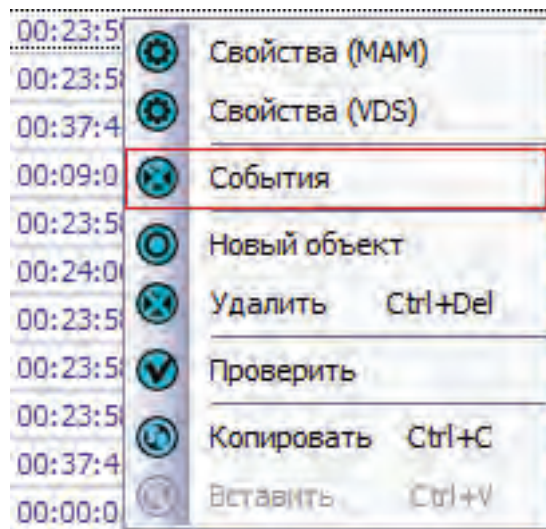 00:23:5
Свойства (MAM)
00:23:58
Свойства (VDS)
00:37:4
00:09:0
События
00:23:5
Новый объект
00:24:0
Удалить Ctrl+Del
00:23:5
00:23:5
Проверить
00:23:5
Копировать Ctrl+C
00:37:4
Вставить Ctrl+V
00:00:0